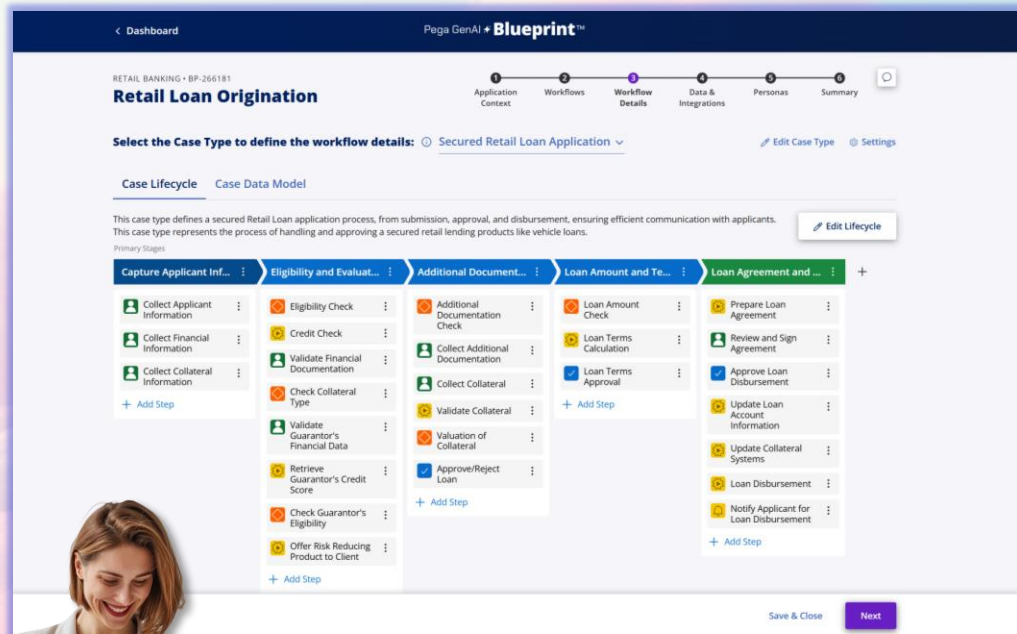 Dashboard
Pega GenAI Blueprint™
RETAIL BANKING • BP-266181
Retail Loan Origination
1
2
3
4
5
6
Application
Context
Workflows
Workflow
Details
Data &
Integrations
Personas
Summary
Select the Case Type to define the workflow details:
Secured Retail Loan Application
Edit Case Type
Settings
Case Lifecycle
Case Data Model
This case type defines a secured Retail Loan application process, from submission, approval, and disbursement, ensuring efficient communication with applicants.
This case type represents the process of handling and approving a secured retail lending products like vehicle loans.
Edit Lifecycle
Primary Stages
Capture Applicant Inf...
Collect Applicant
Information
Collect Financial
Information
Collect Collateral
Information
+ Add Step
Eligibility and Evaluat...
Eligibility Check
Credit Check
Validate Financial
Documentation
Check Collateral
Type
Validate
Guarantor's
Financial Data
Retrieve
Guarantor's Credit
Score
Check Guarantor's
Eligibility
Offer Risk Reducing
Product to Client
+ Add Step
Additional Document...
Additional
Documentation
Check
Collect Additional
Documentation
Collect Collateral
Validate Collateral
Valuation of
Collateral
Approve/Reject
Loan
+ Add Step
Loan Amount and Te...
Loan Amount
Check
Loan Terms
Calculation
Loan Terms
Approval
+ Add Step
Loan Agreement and ...
Prepare Loan
Agreement
Review and Sign
Agreement
Approve Loan
Disbursement
Update Loan
Account
Information
Update Collateral
Systems
Loan Disbursement
Notify Applicant for
Loan Disbursement
+ Add Step
+
Save & Close
Next